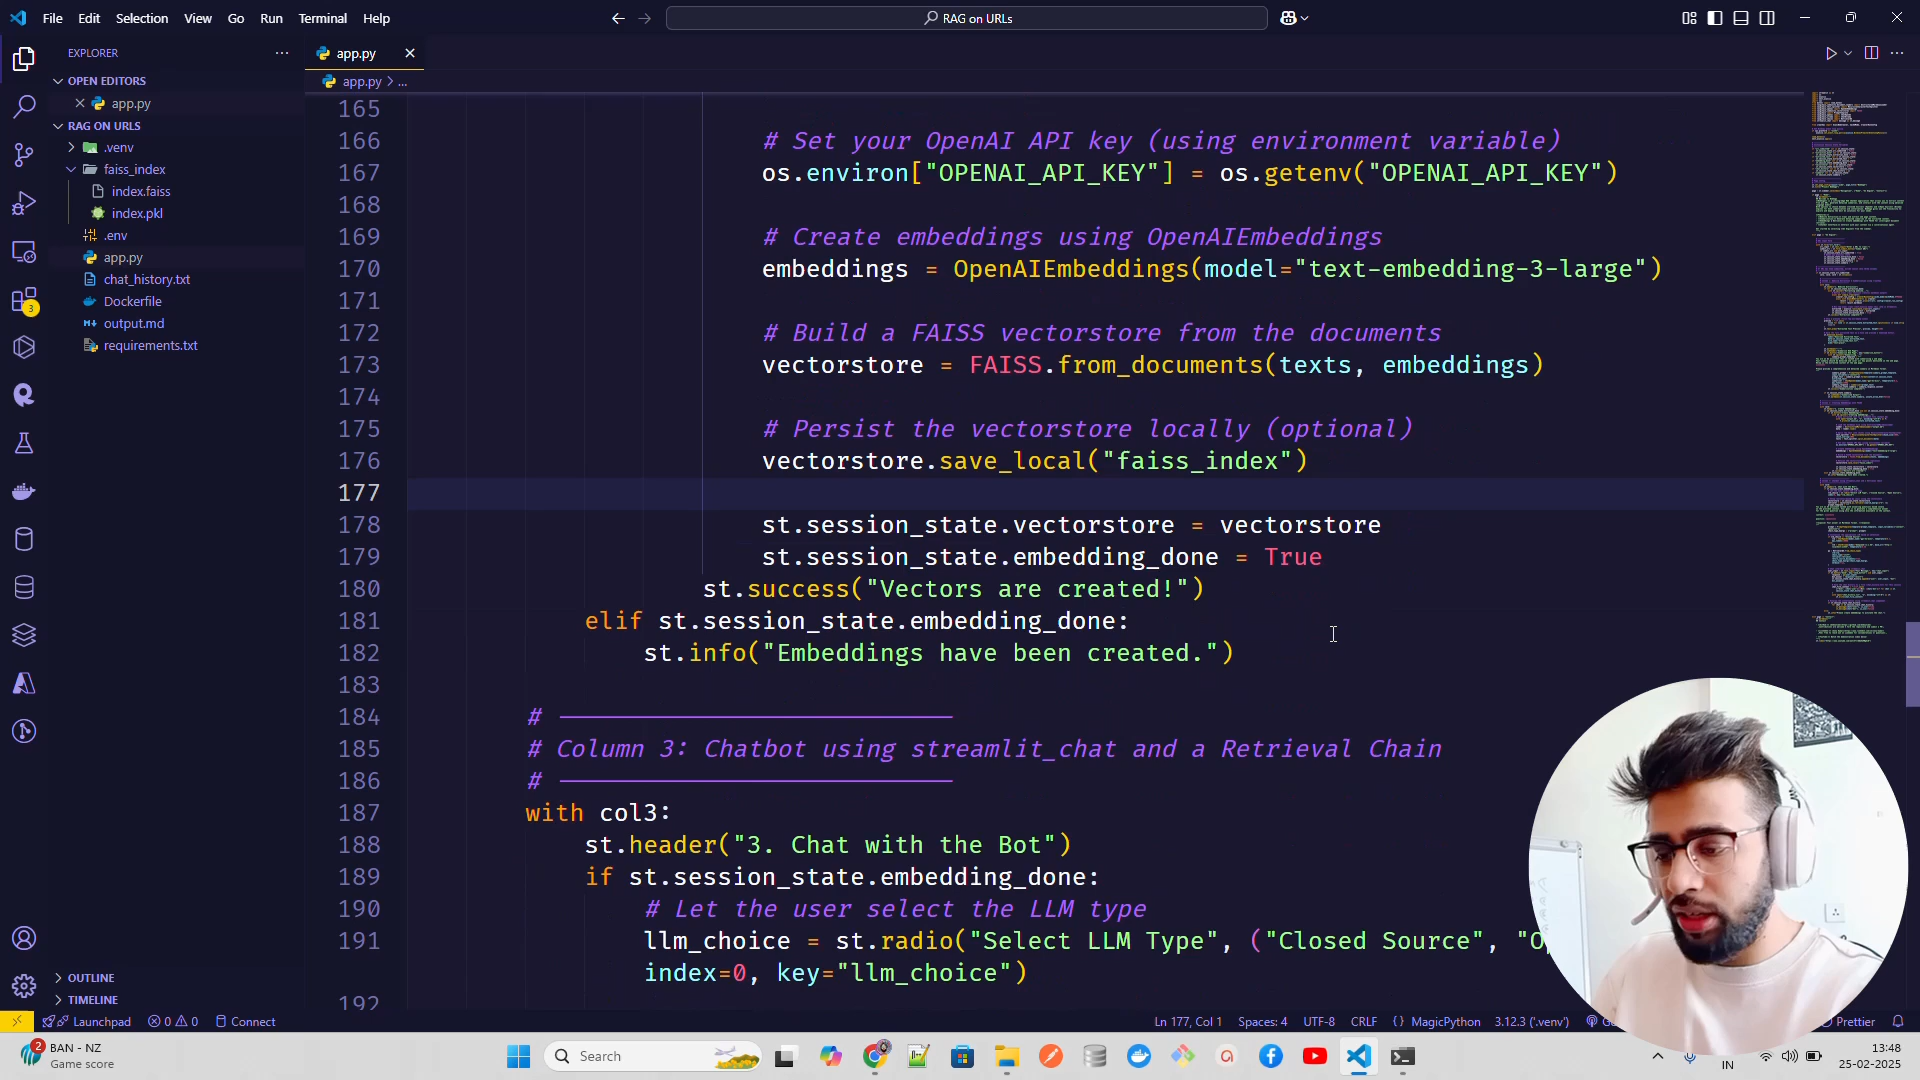 File Edit Selection View Go Run Terminal Help
RAG on URLs
EXPLORER
OPEN EDITORS
app.py
RAG ON URLS
.venv
faiss_index
index.faiss
index.pkl
.env
app.py
chat_history.txt
Dockerfile
output.md
requirements.txt
3
OUTLINE
TIMELINE
app.py
app.py > ...
165
166 # Set your OpenAI API key (using environment variable)
167 os.environ["OPENAI_API_KEY"] = os.getenv("OPENAI_API_KEY")
168
169 # Create embeddings using OpenAIEmbeddings
170 embeddings = OpenAIEmbeddings(model="text-embedding-3-large")
171
172 # Build a FAISS vectorstore from the documents
173 vectorstore = FAISS.from_documents(texts, embeddings)
174
175 # Persist the vectorstore locally (optional)
176 vectorstore.save_local("faiss_index")
177
178 st.session_state.vectorstore = vectorstore
179 st.session_state.embedding_done = True
180 st.success("Vectors are created!")
181 elif st.session_state.embedding_done:
182 st.info("Embeddings have been created.")
183
184 # ─────────────────────────
185 # Column 3: Chatbot using streamlit_chat and a Retrieval Chain
186 # ─────────────────────────
187 with col3:
188 st.header("3. Chat with the Bot")
189 if st.session_state.embedding_done:
190 # Let the user select the LLM type
191 llm_choice = st.radio("Select LLM Type", ("Closed Source",
index=0, key="llm_choice")
192
Launchpad 0 0 Connect
Ln 177, Col 1 Spaces: 4 UTF-8 CRLF { } MagicPython 3.12.3 ('.venv') Prettier
2 BAN - NZ
Game score
Search
IN
13:48
25-02-2025